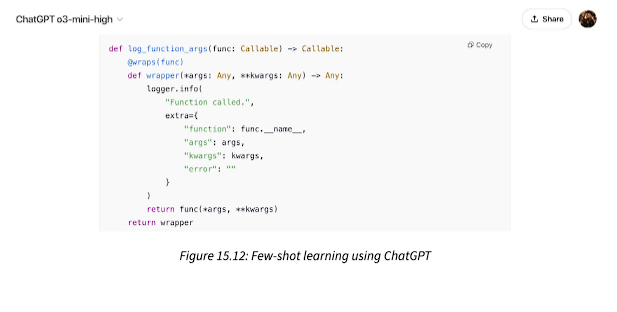 ChatGPT o3-mini-high
Share
Copy
def log_function_args(func: Callable) -> Callable:
    @wraps(func)
    def wrapper(*args: Any, **kwargs: Any) -> Any:
        logger.info(
            "Function called.",
            extra={
                "function": func.__name__,
                "args": args,
                "kwargs": kwargs,
                "error": ""
            }
        )
        return func(*args, **kwargs)
    return wrapper
Figure 15.12: Few-shot learning using ChatGPT